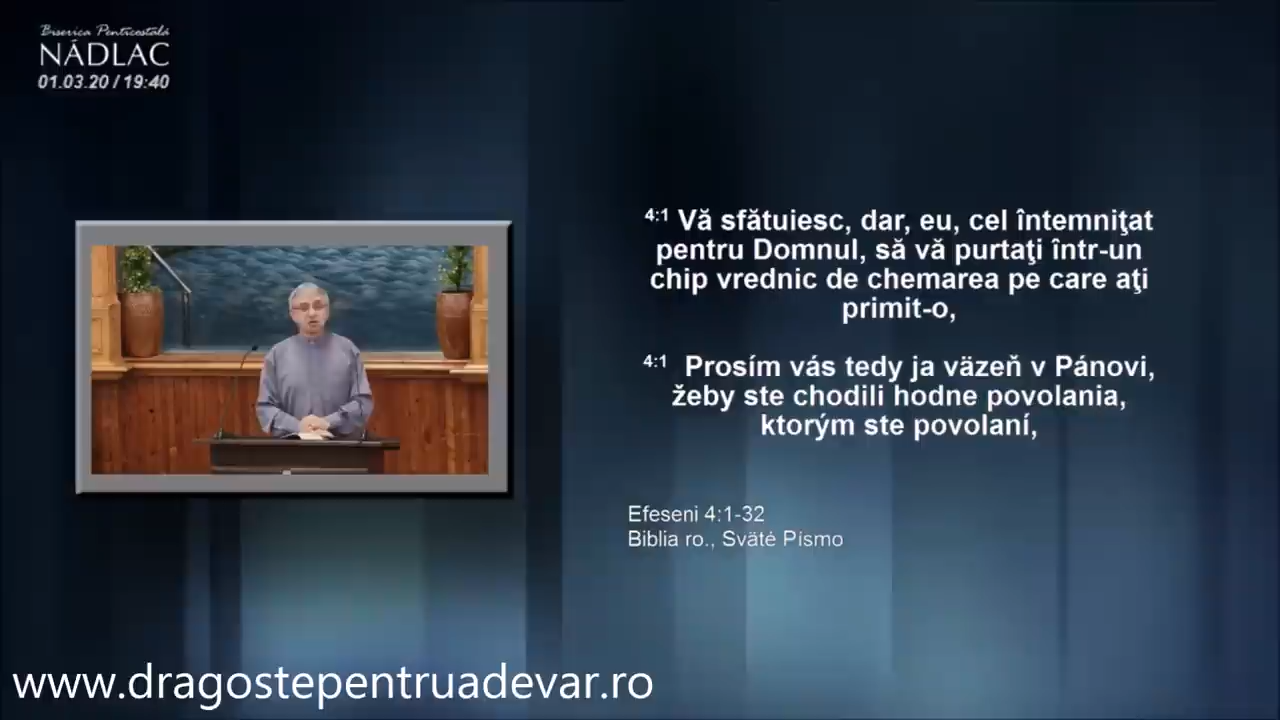 Biserica Penticostală
NĂDLAC
01.03.20 / 19:40
4:1 Vă sfătuiesc, dar, eu, cel întemniţat
pentru Domnul, să vă purtaţi într-un
chip vrednic de chemarea pe care aţi
primit-o,
4:1 Prosím vás tedy ja väzeň v Pánovi,
žeby ste chodili hodne povolania,
ktorým ste povolaní,
Efeseni 4:1-32
Biblia ro., Sväté Písmo
www.dragostepentruadevar.ro